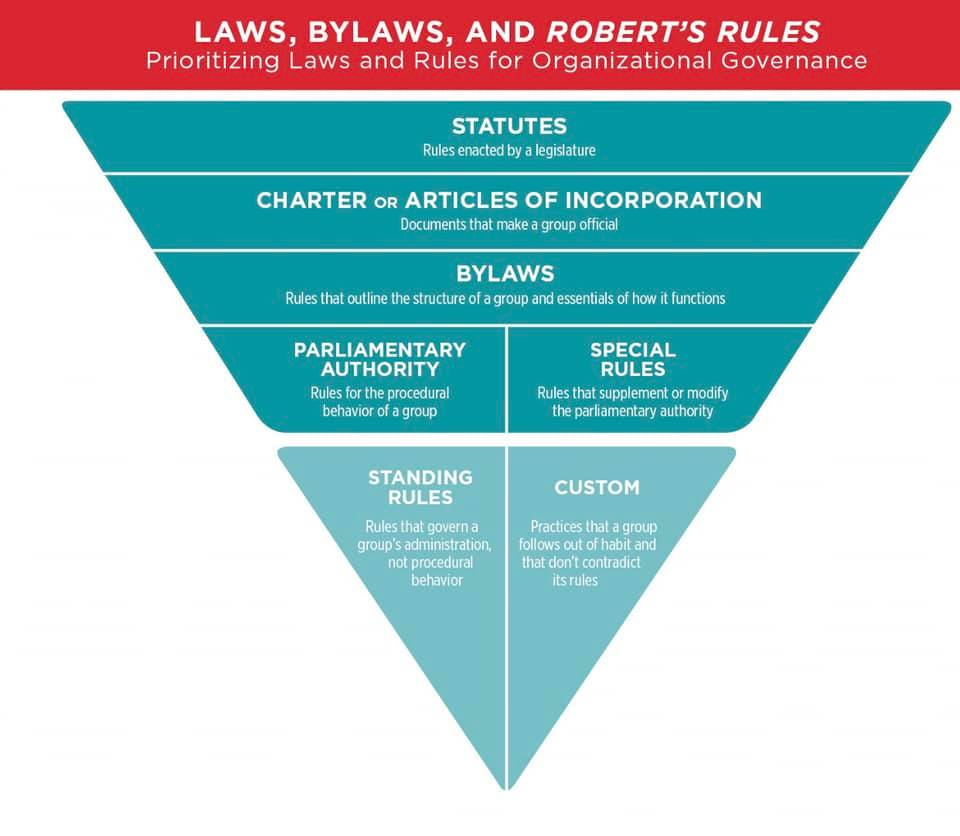 LAWS, BYLAWS, AND ROBERT'S RULES
Prioritizing Laws and Rules for Organizational Governance
STATUTES
Rules enacted by a legislature
CHARTER OR ARTICLES OF INCORPORATION
Documents that make a group official
BYLAWS
Rules that outline the structure of a group and essentials of how it functions
PARLIAMENTARY
AUTHORITY
Rules for the procedural
behavior of a group
SPECIAL
RULES
Rules that supplement or modify
the parliamentary authority
STANDING
RULES
Rules that govern a
group's administration,
not procedural
behavior
CUSTOM
Practices that a group
follows out of habit and
that don't contradict
its rules